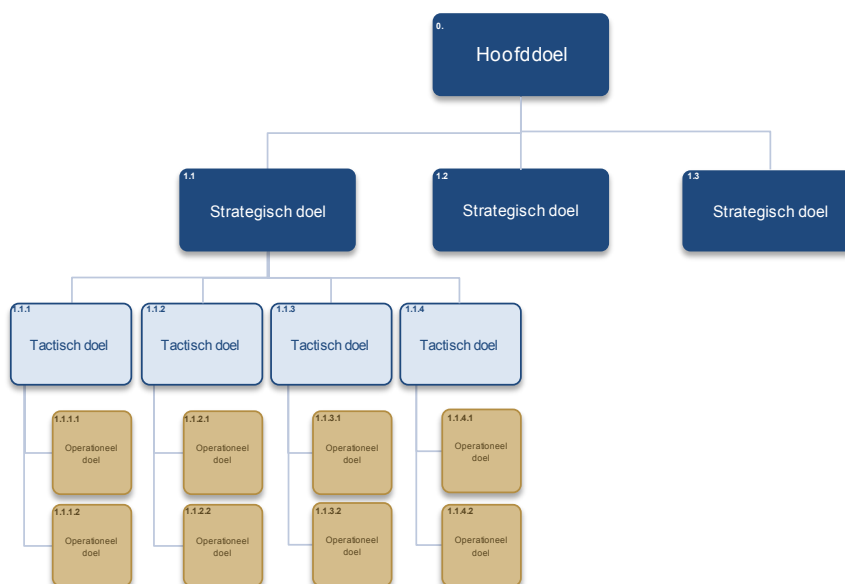 0.
Hoofddoel
1.1
Strategisch doel
1.2
Strategisch doel
1.3
Strategisch doel
1.1.1
Tactisch doel
1.1.2
Tactisch doel
1.1.3
Tactisch doel
1.1.4
Tactisch doel
1.1.1.1
Operationeel
doel
1.1.2.1
Operationeel
doel
1.1.3.1
Operationeel
doel
1.1.4.1
Operationeel
doel
1.1.1.2
Operationeel
doel
1.1.2.2
Operationeel
doel
1.1.3.2
Operationeel
doel
1.1.4.2
Operationeel
doel